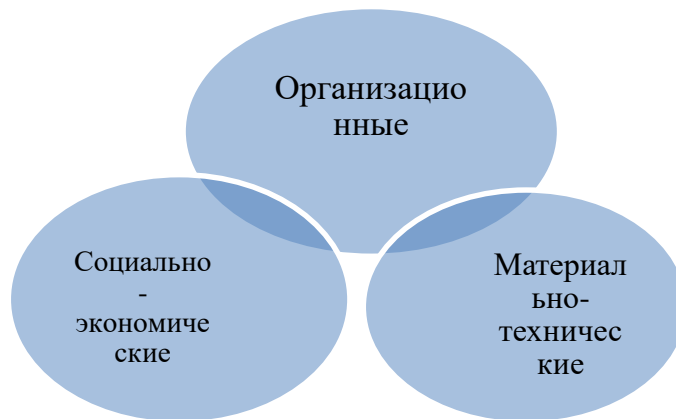 Организацио
нные
Социально
-
экономиче
ские
Материал
ьно-
техничес
кие